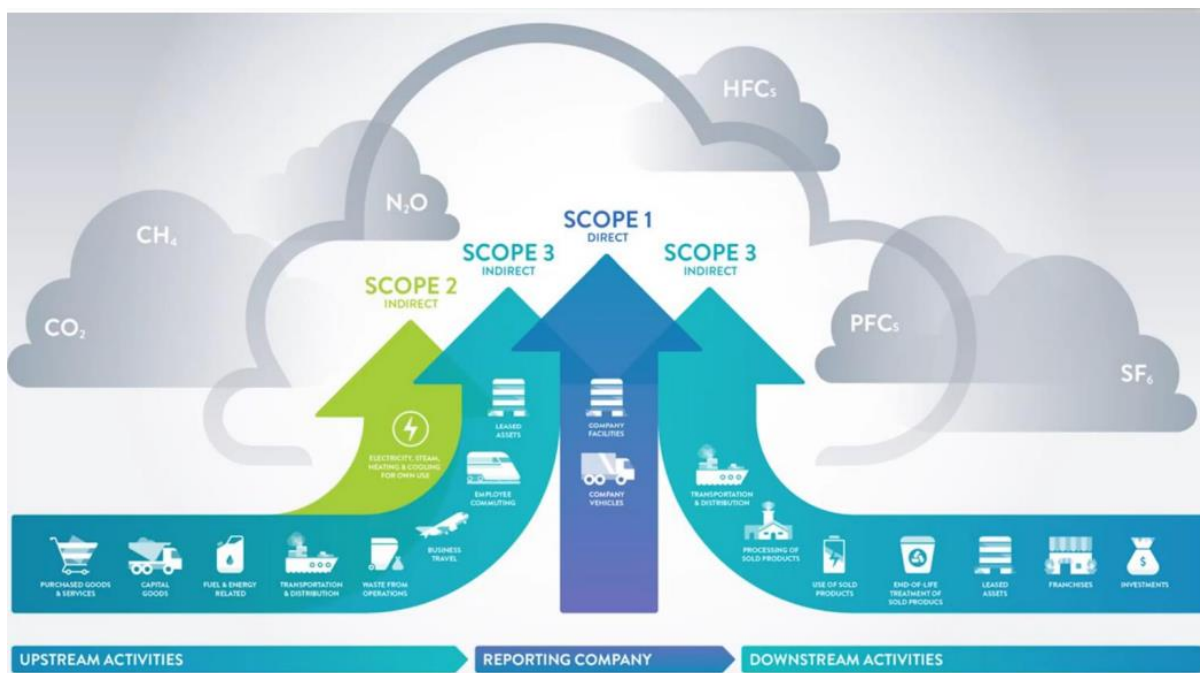 HFCs
N₂O
CH₄
CO₂
PFCs
SF₆
SCOPE 1
DIRECT
SCOPE 3
INDIRECT
SCOPE 3
INDIRECT
SCOPE 2
INDIRECT
ELECTRICITY, STEAM,
HEATING & COOLING
FOR OWN USE
LEASED
ASSETS
EMPLOYEE
COMMUTING
BUSINESS
TRAVEL
COMPANY
FACILITIES
COMPANY
VEHICLES
TRANSPORTATION
& DISTRIBUTION
PROCESSING OF
SOLD PRODUCTS
PURCHASED GOODS
& SERVICES
CAPITAL
GOODS
FUEL & ENERGY
RELATED
TRANSPORTATION
& DISTRIBUTION
WASTE FROM
OPERATIONS
USE OF SOLD
PRODUCTS
END-OF-LIFE
TREATMENT OF
SOLD PRODUCTS
LEASED
ASSETS
FRANCHISES
$
INVESTMENTS
UPSTREAM ACTIVITIES
REPORTING COMPANY
DOWNSTREAM ACTIVITIES